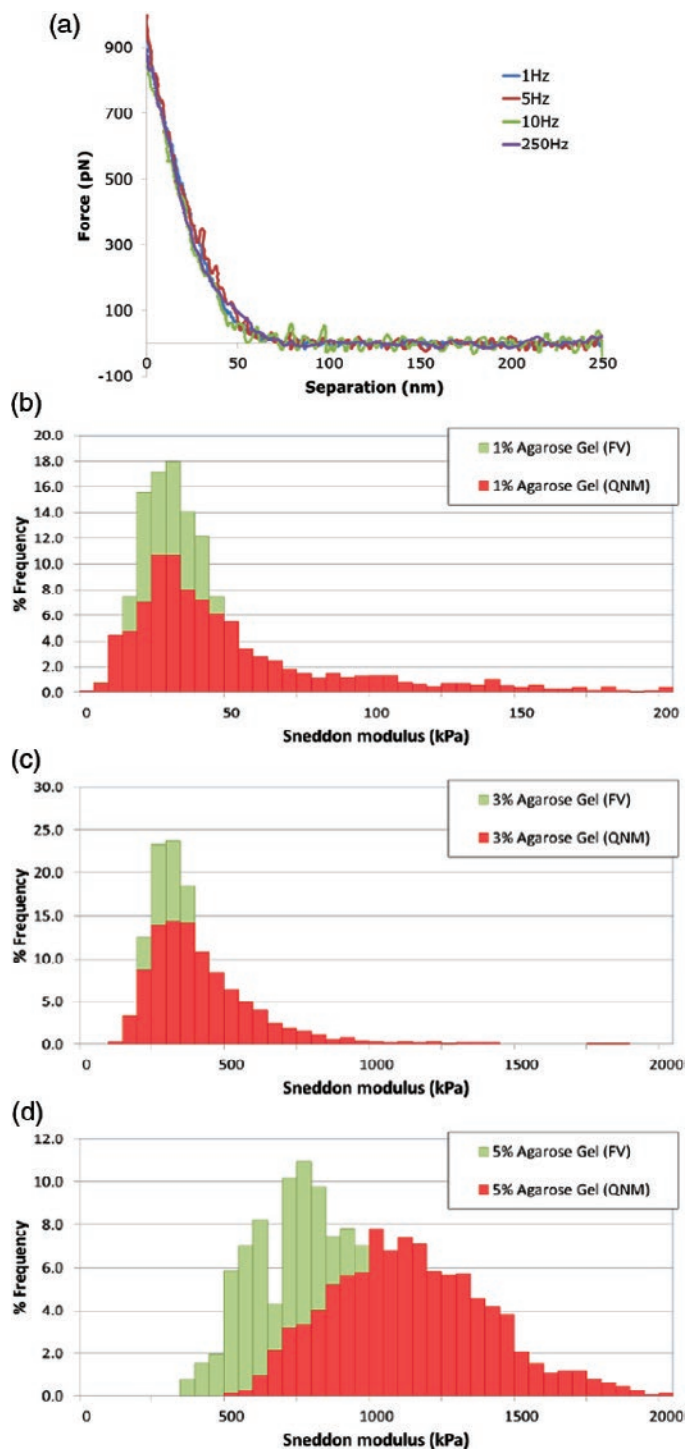 (a)
900
700
500
300
100
-100
Force (pN)
0
50
100
150
200
250
Separation (nm)
1Hz
5Hz
10Hz
250Hz
(b)
20.0
18.0
16.0
14.0
12.0
10.0
8.0
6.0
4.0
2.0
0.0
% Frequency
1% Agarose Gel (FV)
1% Agarose Gel (QNM)
0
50
100
150
200
Sneddon modulus (kPa)
(c)
30.0
25.0
20.0
15.0
10.0
5.0
0.0
% Frequency
3% Agarose Gel (FV)
3% Agarose Gel (QNM)
0
500
1000
1500
2000
Sneddon modulus (kPa)
(d)
12.0
10.0
8.0
6.0
4.0
2.0
0.0
% Frequency
5% Agarose Gel (FV)
5% Agarose Gel (QNM)
0
500
1000
1500
2000
Sneddon modulus (kPa)